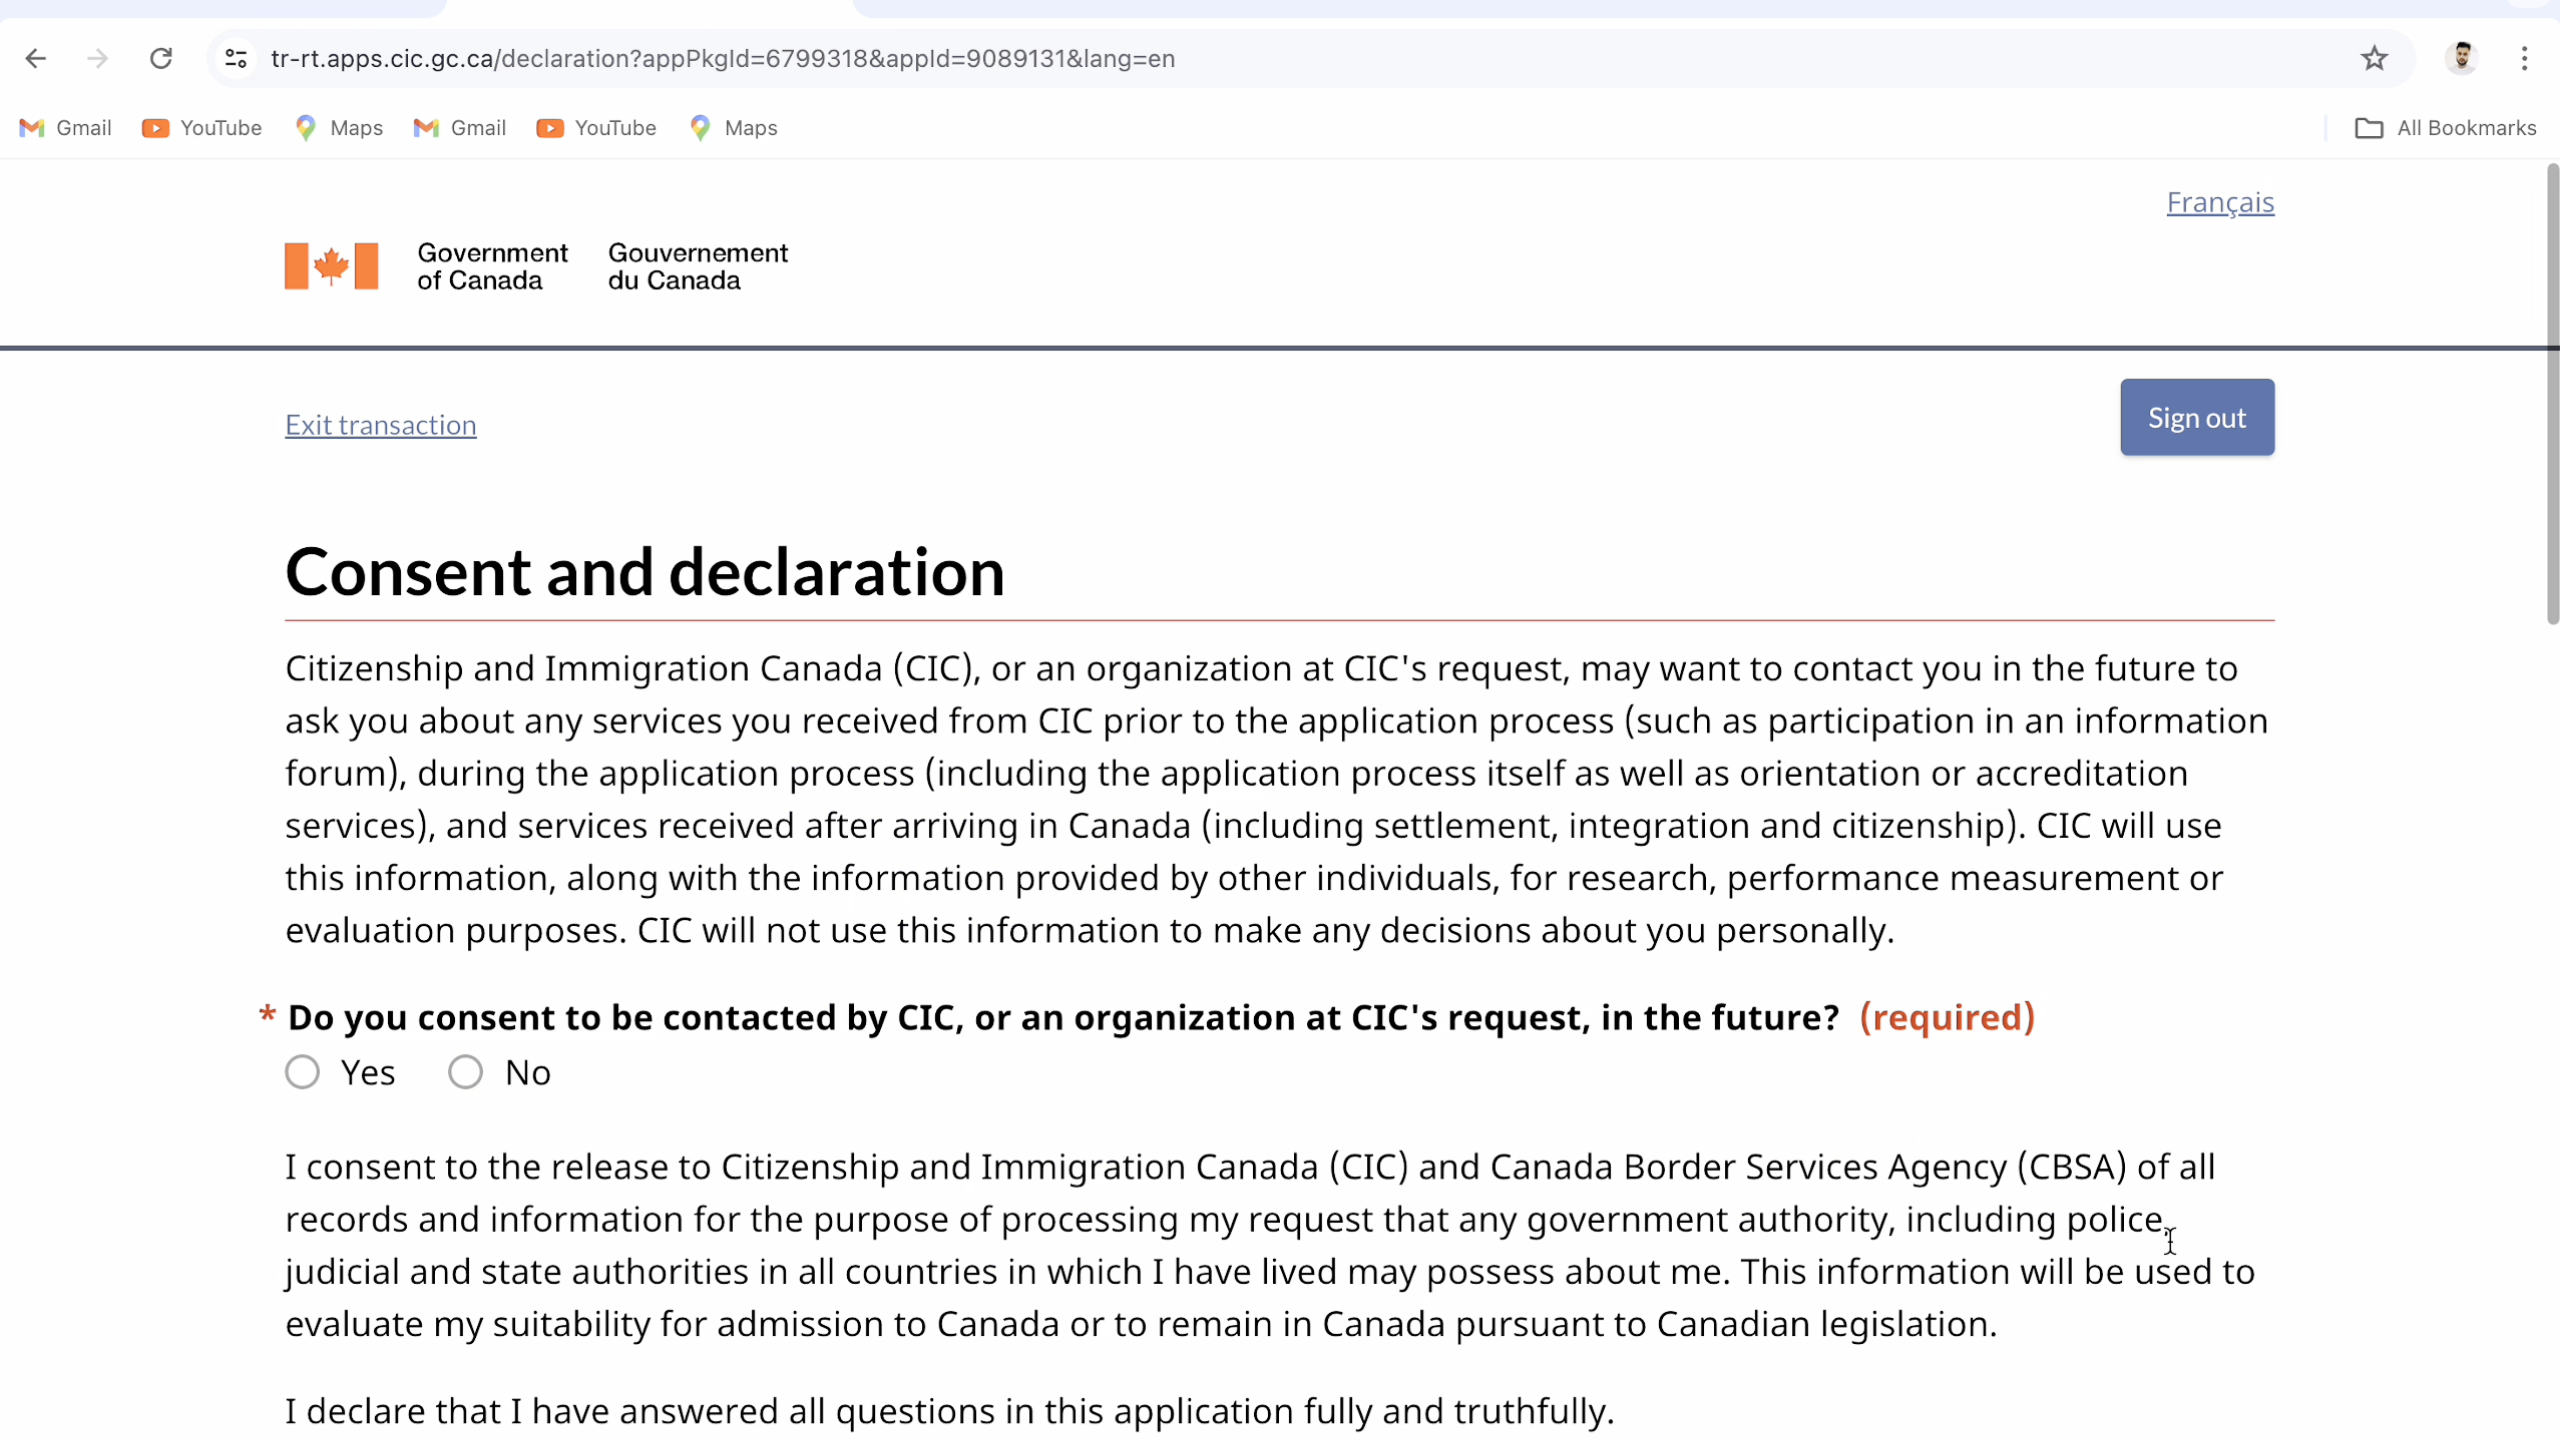 tr-rt.apps.cic.gc.ca/declaration?appPkgId=6799318&appId=9089131&lang=en
Gmail YouTube Maps Gmail YouTube Maps All Bookmarks
Français
Government of Canada
Gouvernement du Canada
Exit transaction
Sign out
Consent and declaration
Citizenship and Immigration Canada (CIC), or an organization at CIC's request, may want to contact you in the future to
ask you about any services you received from CIC prior to the application process (such as participation in an information
forum), during the application process (including the application process itself as well as orientation or accreditation
services), and services received after arriving in Canada (including settlement, integration and citizenship). CIC will use
this information, along with the information provided by other individuals, for research, performance measurement or
evaluation purposes. CIC will not use this information to make any decisions about you personally.
* Do you consent to be contacted by CIC, or an organization at CIC's request, in the future? (required)
Yes No
I consent to the release to Citizenship and Immigration Canada (CIC) and Canada Border Services Agency (CBSA) of all
records and information for the purpose of processing my request that any government authority, including police,
judicial and state authorities in all countries in which I have lived may possess about me. This information will be used to
evaluate my suitability for admission to Canada or to remain in Canada pursuant to Canadian legislation.
I declare that I have answered all questions in this application fully and truthfully.